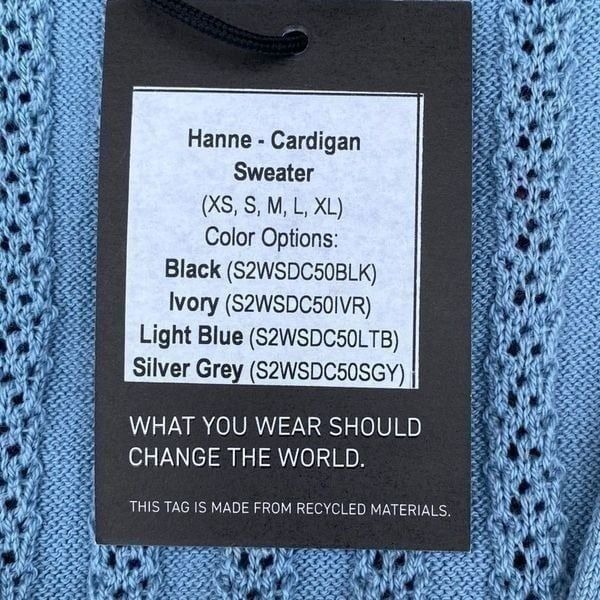 Hanne - Cardigan
Sweater
(XS, S, M, L, XL)
Color Options:
Black (S2WSDC50BLK)
Ivory (S2WSDC50IVR)
Light Blue (S2WSDC50LTB)
Silver Grey (S2WSDC50SGY)
WHAT YOU WEAR SHOULD
CHANGE THE WORLD.
THIS TAG IS MADE FROM RECYCLED MATERIALS.